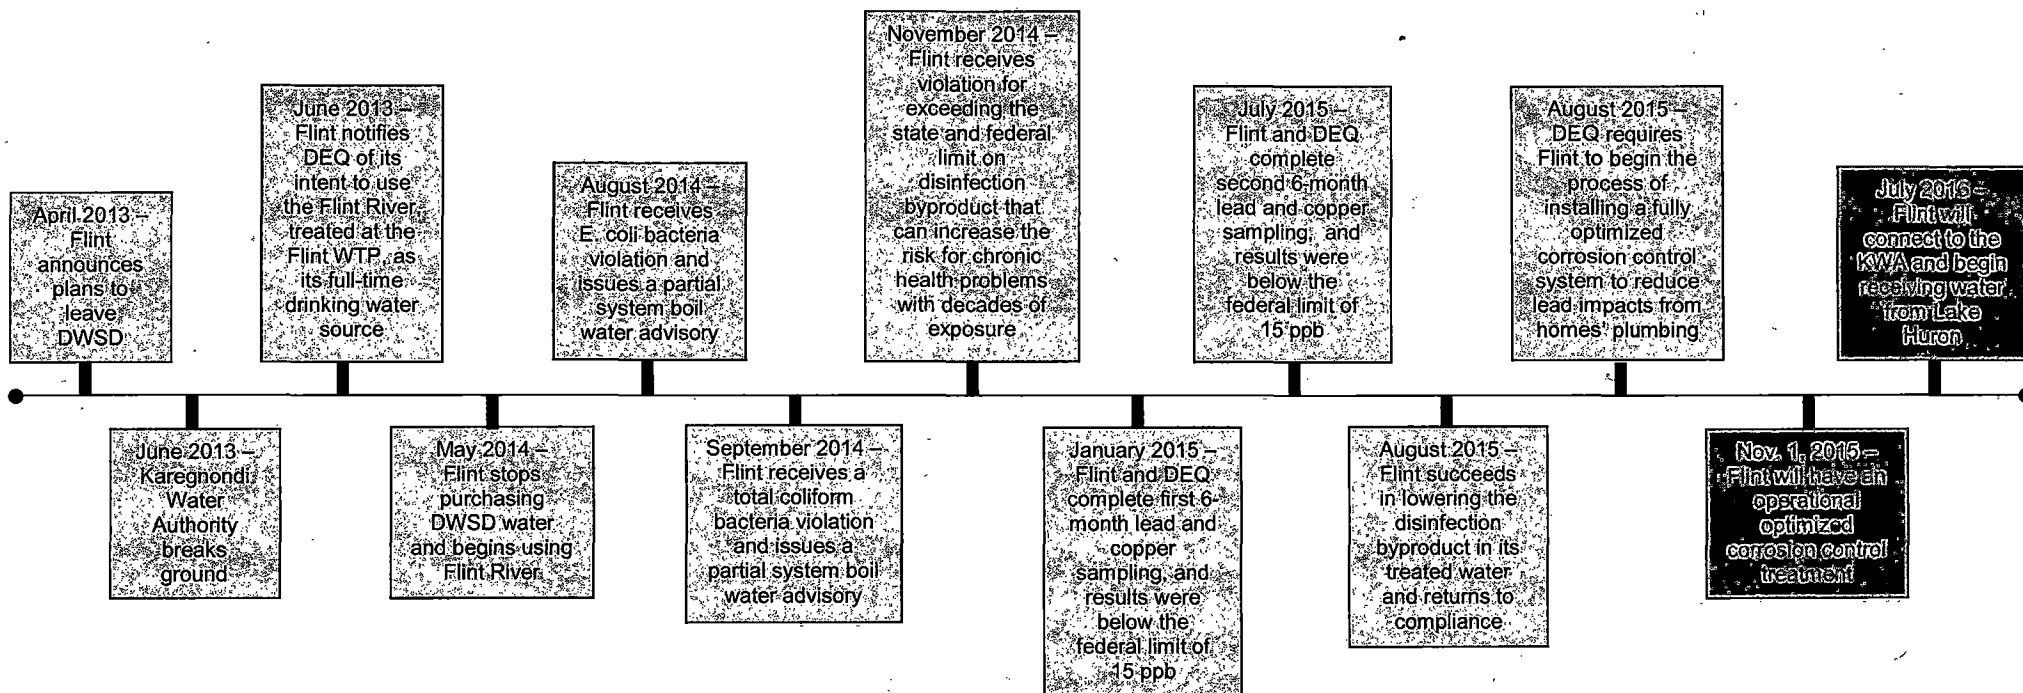 April 2013 –
Flint
announces
plans to
leave
DWSD
June 2013 –
Karegnondi
Water
Authority
breaks
ground
June 2013 –
Flint notifies
DEQ of its
intent to use
the Flint River,
treated at the
Flint WTP, as
its full-time
drinking water
source
May 2014 –
Flint stops
purchasing
DWSD water
and begins using
Flint River
August 2014 –
Flint receives
E. coli bacteria
violation and
issues a partial
system boil
water advisory
September 2014 –
Flint receives a
total coliform
bacteria violation
and issues a
partial system boil
water advisory
November 2014 –
Flint receives
violation for
exceeding the
state and federal
limit on
disinfection
byproduct that
can increase the
risk for chronic
health problems
with decades of
exposure
January 2015 –
Flint and DEQ
complete first 6-
month lead and
copper
sampling, and
results were
below the
federal limit of
15 ppb
July 2015 –
Flint and DEQ
complete
second 6-month
lead and copper
sampling, and
results were
below the
federal limit of
15 ppb
August 2015 –
Flint succeeds
in lowering the
disinfection
byproduct in its
treated water
and returns to
compliance
August 2015 –
DEQ requires
Flint to begin the
process of
installing a fully
optimized
corrosion control
system to reduce
lead impacts from
homes' plumbing
Nov. 1, 2015 –
Flint will have an
operational
optimized
corrosion control
treatment
July 2016 –
Flint will
connect to the
KWA and begin
receiving water
from Lake
Huron